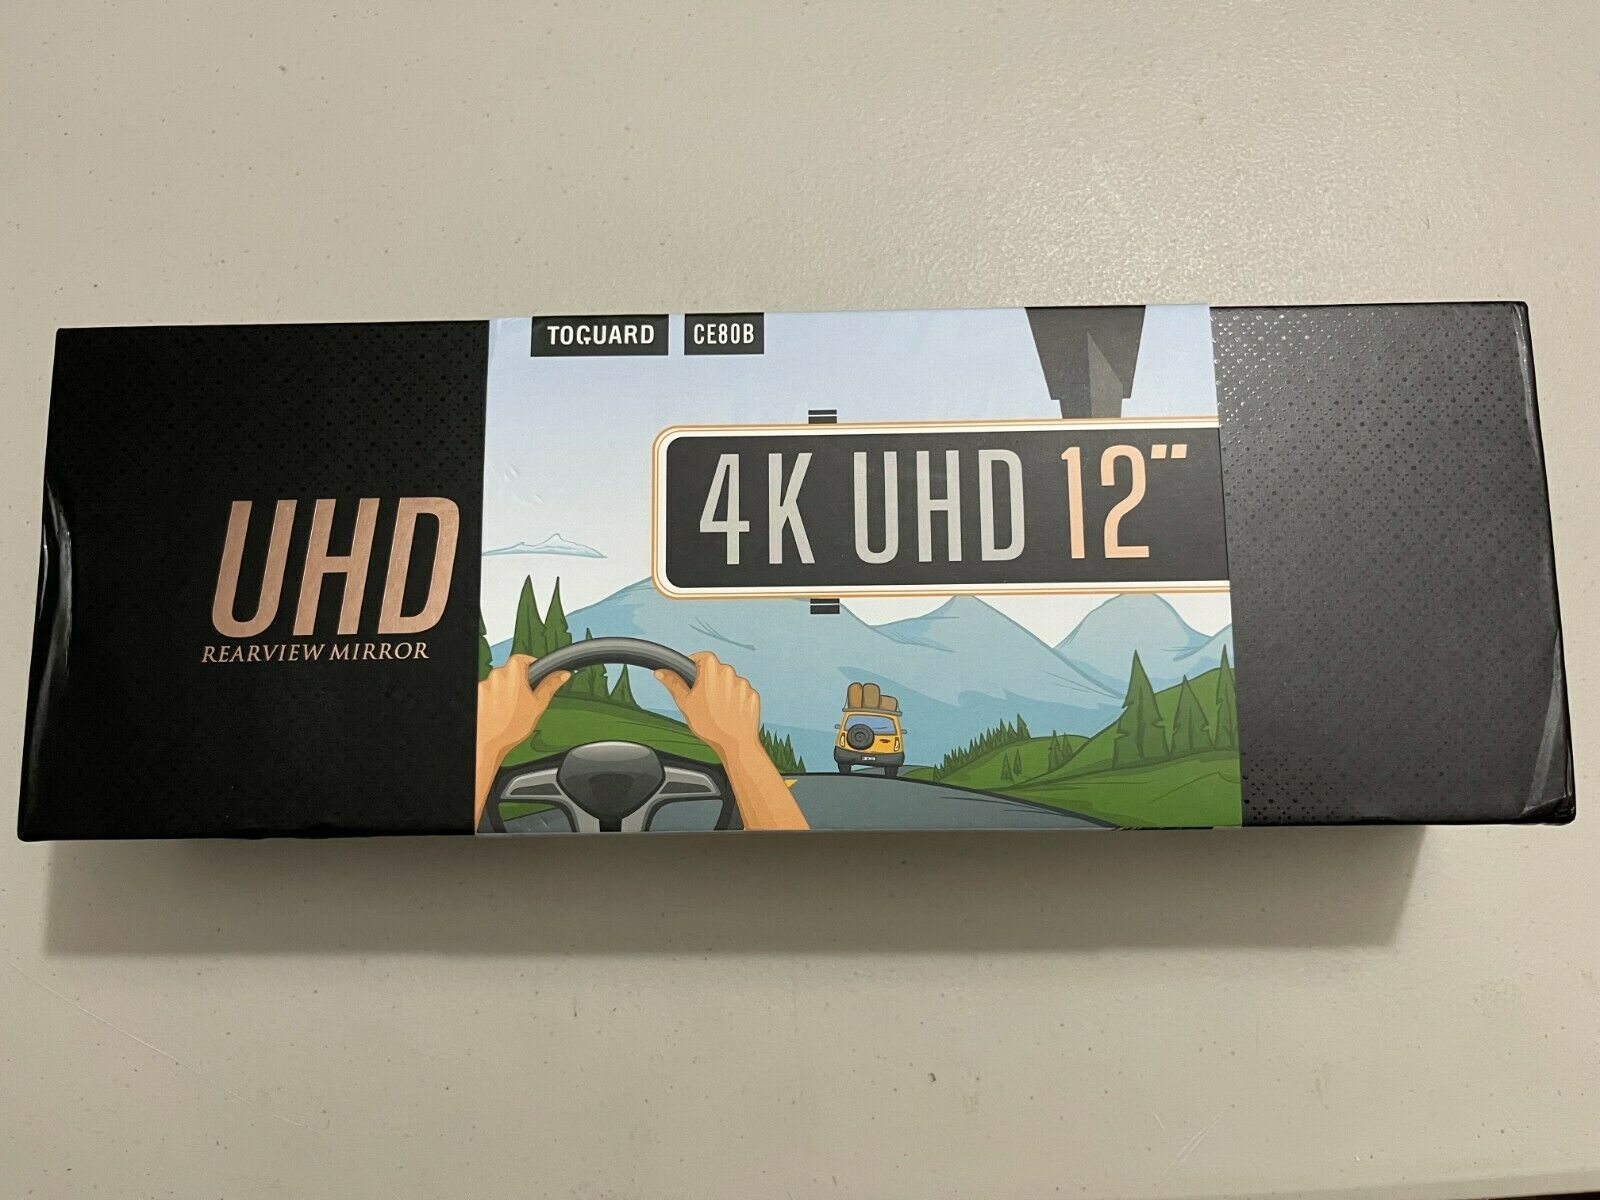 TOGUARD CE80B
4K UHD 12"
UHD
REARVIEW MIRROR